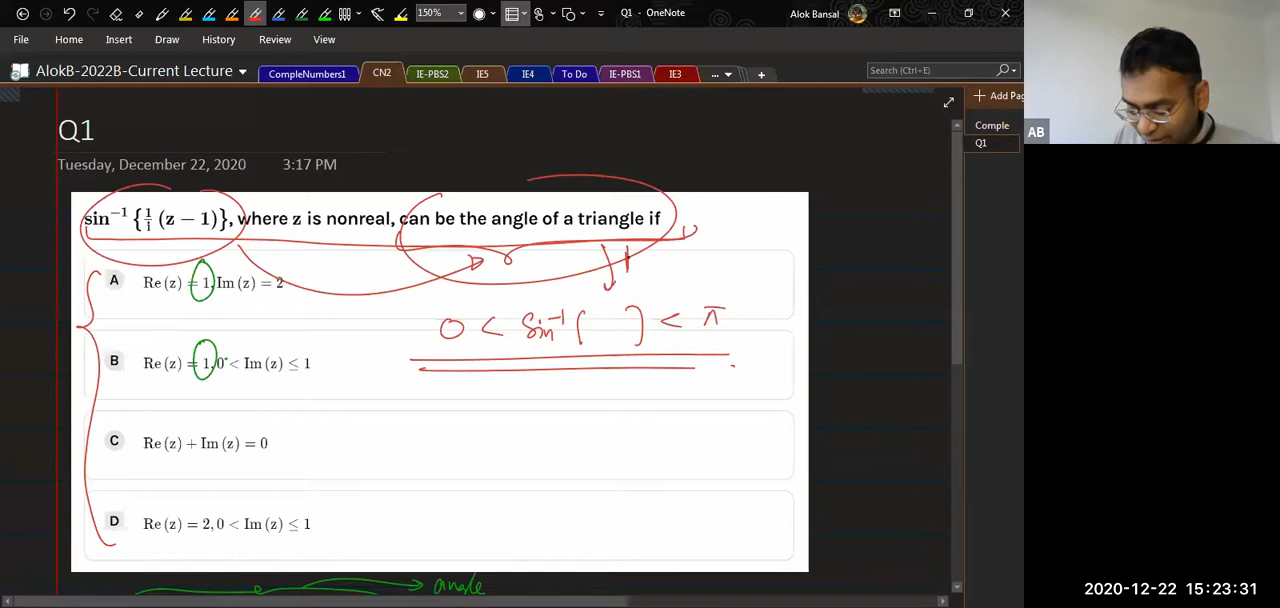 150%
Q1 - OneNote
Alok Bansal
File Home Insert Draw History Review View
AlokB-2022B-Current Lecture
CompleNumbers1 CN2 IE-PBS2 IE5 IE4 To Do IE-PBS1 IE3 ...
Search (Ctrl+E)
Add Pag
Comple
Q1
AB
Q1
Tuesday, December 22, 2020 3:17 PM
sin⁻¹ {1/i (z − 1)}, where z is nonreal, can be the angle of a triangle if
A Re (z) = 1, Im (z) = 2
0 < Sin⁻¹ [ ] < π
B Re (z) = 1, 0 < Im (z) ≤ 1
C Re (z) + Im (z) = 0
D Re (z) = 2, 0 < Im (z) ≤ 1
angle
2020-12-22 15:23:31